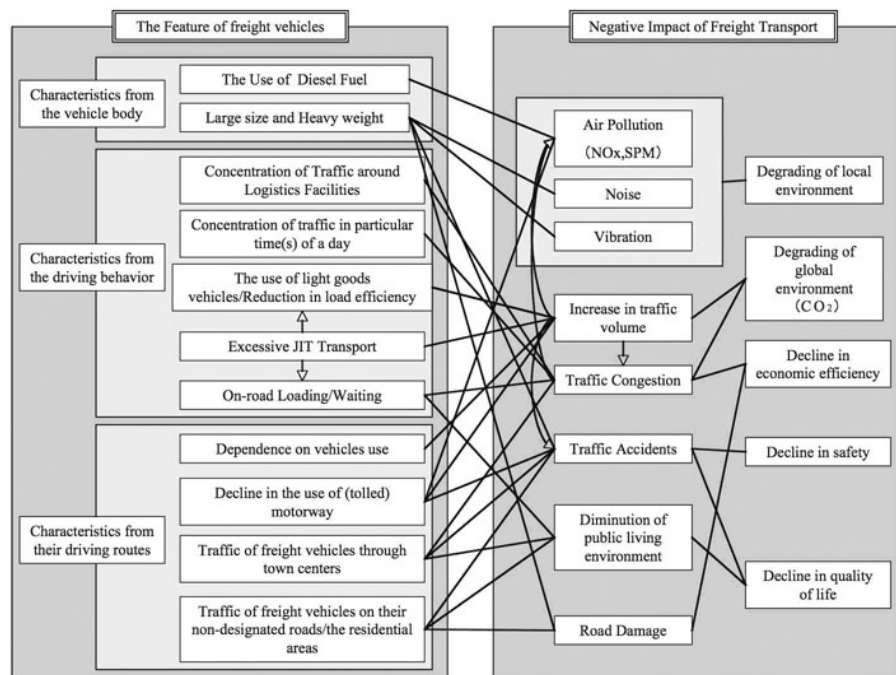 The Feature of freight vehicles
Characteristics from
the vehicle body
The Use of Diesel Fuel
Large size and Heavy weight
Characteristics from
the driving behavior
Concentration of Traffic around
Logistics Facilities
Concentration of traffic in particular
time(s) of a day
The use of light goods
vehicles/Reduction in load efficiency
Excessive JIT Transport
On-road Loading/Waiting
Characteristics from
their driving routes
Dependence on vehicles use
Decline in the use of (tolled)
motorway
Traffic of freight vehicles through
town centers
Traffic of freight vehicles on their
non-designated roads/the residential
areas
Negative Impact of Freight Transport
Air Pollution
(NOx,SPM)
Noise
Vibration
Increase in traffic
volume
Traffic Congestion
Traffic Accidents
Diminution of
public living
environment
Road Damage
Degrading of local
environment
Degrading of
global
environment
(CO₂)
Decline in
economic efficiency
Decline in safety
Decline in quality
of life